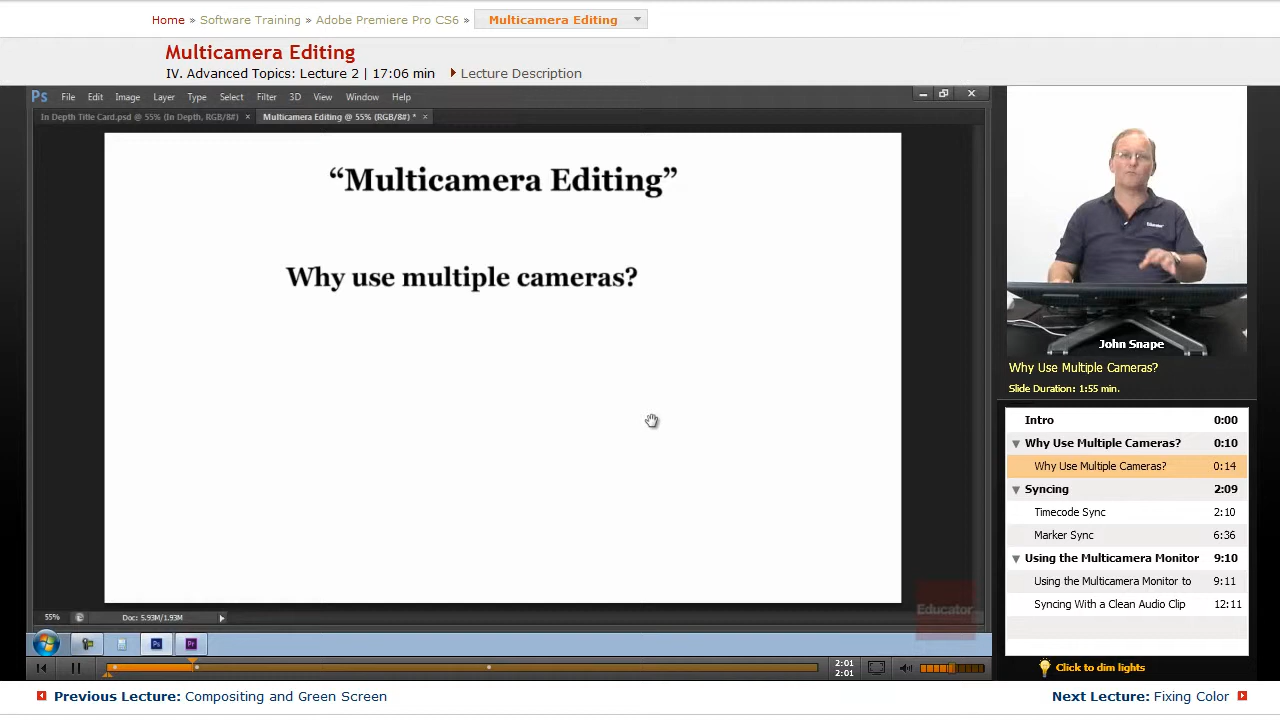 Home » Software Training » Adobe Premiere Pro CS6 » Multicamera Editing
Multicamera Editing
IV. Advanced Topics: Lecture 2 | 17:06 min Lecture Description
Ps File Edit Image Layer Type Select Filter 3D View Window Help
In Depth Title Card.psd @ 55% (In Depth, RGB/8#) × Multicamera Editing @ 55% (RGB/8#) * ×
“Multicamera Editing”
Why use multiple cameras?
Educator
55% Doc: 5.93M/1.93M
Ps Pr
2:01
2:01
John Snape
Why Use Multiple Cameras?
Slide Duration: 1:55 min.
Intro 0:00
Why Use Multiple Cameras? 0:10
Why Use Multiple Cameras? 0:14
Syncing 2:09
Timecode Sync 2:10
Marker Sync 6:36
Using the Multicamera Monitor 9:10
Using the Multicamera Monitor to 9:11
Syncing With a Clean Audio Clip 12:11
Click to dim lights
Previous Lecture: Compositing and Green Screen
Next Lecture: Fixing Color